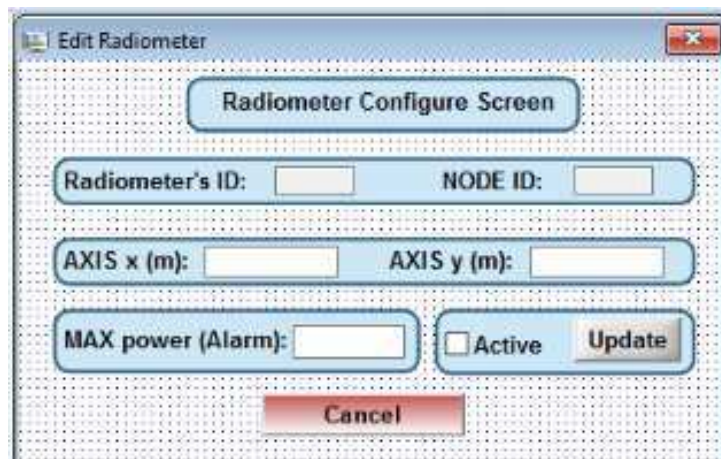 Edit Radiometer
Radiometer Configure Screen
Radiometer's ID: NODE ID:
AXIS x (m): AXIS y (m):
MAX power (Alarm): Active Update
Cancel